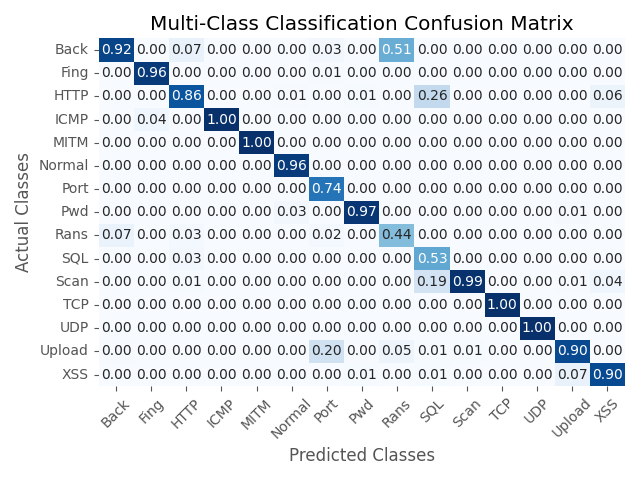 Multi-Class Classification Confusion Matrix
Actual Classes
Back 0.92 0.00 0.07 0.00 0.00 0.00 0.03 0.00 0.51 0.00 0.00 0.00 0.00 0.00 0.00
Fing 0.00 0.96 0.00 0.00 0.00 0.00 0.01 0.00 0.00 0.00 0.00 0.00 0.00 0.00 0.00
HTTP 0.00 0.00 0.86 0.00 0.00 0.01 0.00 0.01 0.00 0.26 0.00 0.00 0.00 0.00 0.06
ICMP 0.00 0.04 0.00 1.00 0.00 0.00 0.00 0.00 0.00 0.00 0.00 0.00 0.00 0.00 0.00
MITM 0.00 0.00 0.00 0.00 1.00 0.00 0.00 0.00 0.00 0.00 0.00 0.00 0.00 0.00 0.00
Normal 0.00 0.00 0.00 0.00 0.00 0.96 0.00 0.00 0.00 0.00 0.00 0.00 0.00 0.00 0.00
Port 0.00 0.00 0.00 0.00 0.00 0.00 0.74 0.00 0.00 0.00 0.00 0.00 0.00 0.00 0.00
Pwd 0.00 0.00 0.00 0.00 0.00 0.03 0.00 0.97 0.00 0.00 0.00 0.00 0.00 0.01 0.00
Rans 0.07 0.00 0.03 0.00 0.00 0.00 0.02 0.00 0.44 0.00 0.00 0.00 0.00 0.00 0.00
SQL 0.00 0.00 0.03 0.00 0.00 0.00 0.00 0.00 0.00 0.53 0.00 0.00 0.00 0.00 0.00
Scan 0.00 0.00 0.01 0.00 0.00 0.00 0.00 0.00 0.00 0.19 0.99 0.00 0.00 0.01 0.04
TCP 0.00 0.00 0.00 0.00 0.00 0.00 0.00 0.00 0.00 0.00 0.00 1.00 0.00 0.00 0.00
UDP 0.00 0.00 0.00 0.00 0.00 0.00 0.00 0.00 0.00 0.00 0.00 0.00 1.00 0.00 0.00
Upload 0.00 0.00 0.00 0.00 0.00 0.00 0.20 0.00 0.05 0.01 0.01 0.00 0.00 0.90 0.00
XSS 0.00 0.00 0.00 0.00 0.00 0.00 0.00 0.01 0.00 0.01 0.00 0.00 0.00 0.07 0.90
Back Fing HTTP ICMP MITM Normal Port Pwd Rans SQL Scan TCP UDP Upload XSS
Predicted Classes